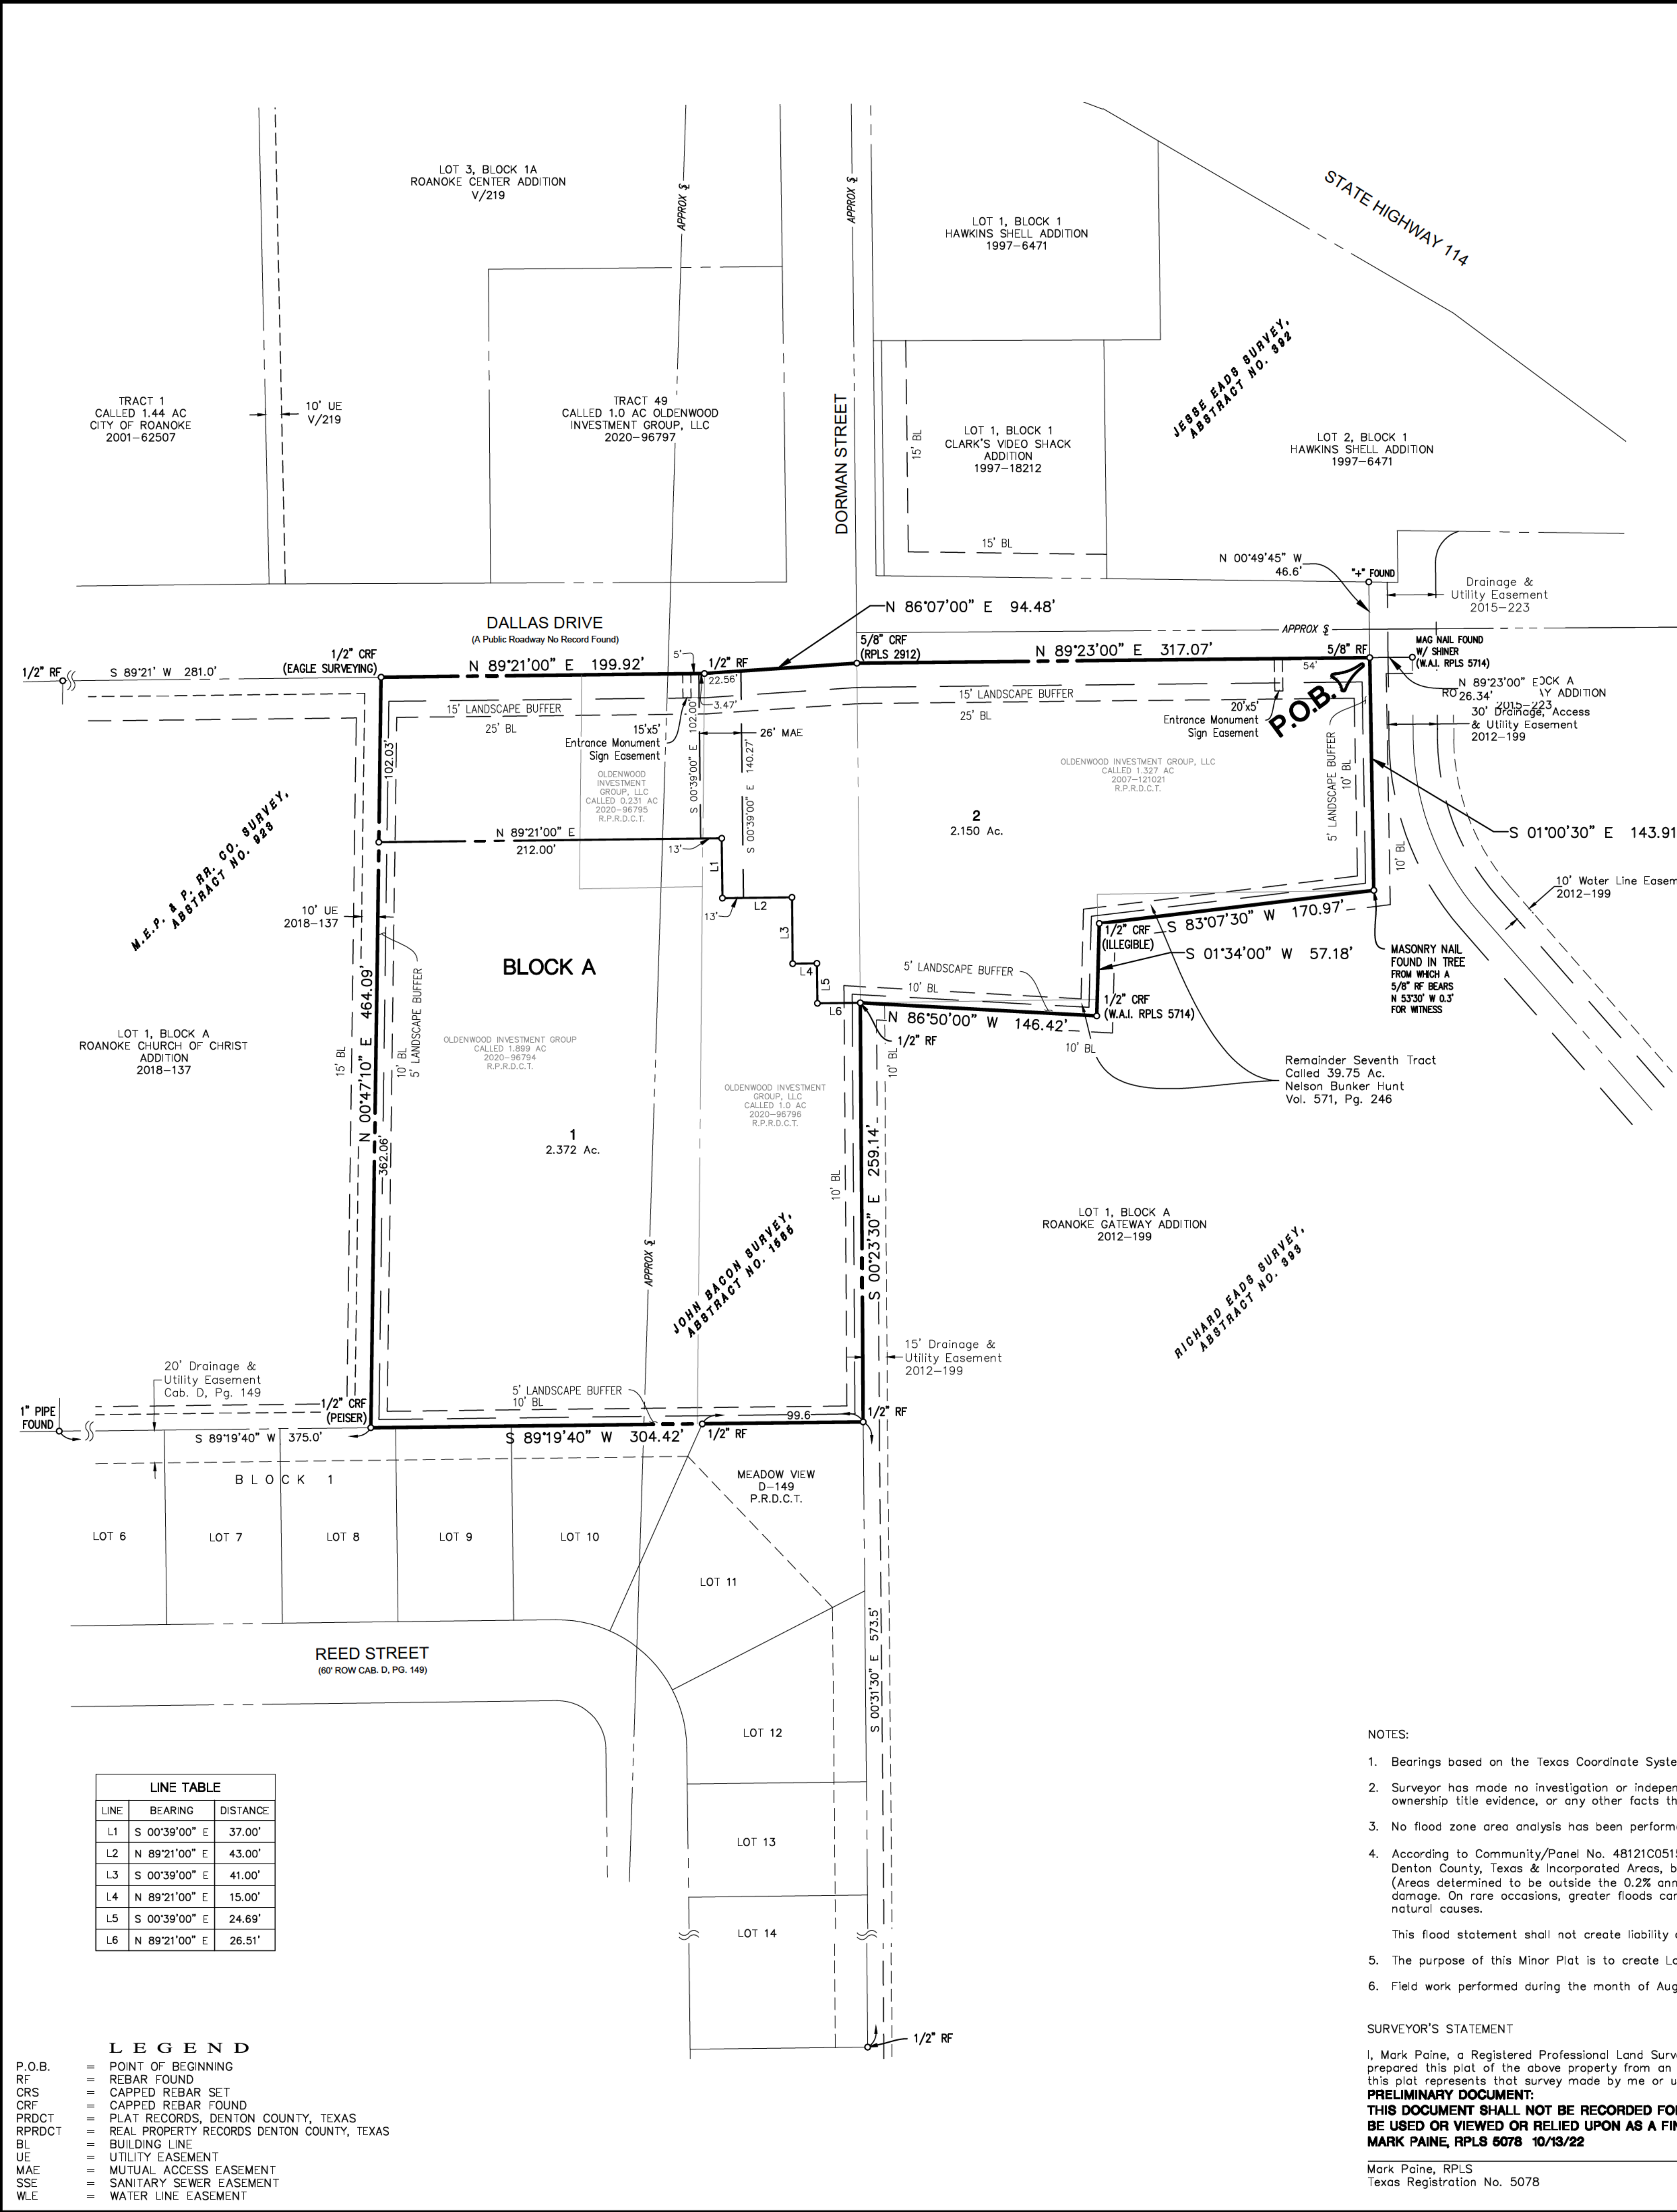 LOT 3, BLOCK 1A
ROANOKE CENTER ADDITION
V/219
APPROX ℄
APPROX ℄
LOT 1, BLOCK 1
HAWKINS SHELL ADDITION
1997-6471
STATE HIGHWAY 114
JESSE EADS SURVEY,
ABSTRACT NO. 392
TRACT 1
CALLED 1.44 AC
CITY OF ROANOKE
2001-62507
10' UE
V/219
TRACT 49
CALLED 1.0 AC OLDENWOOD
INVESTMENT GROUP, LLC
2020-96797
DORMAN STREET
15' BL
LOT 1, BLOCK 1
CLARK'S VIDEO SHACK
ADDITION
1997-18212
15' BL
LOT 2, BLOCK 1
HAWKINS SHELL ADDITION
1997-6471
N 00°49'45" W
46.6'
"+" FOUND
Drainage &
Utility Easement
2015-223
DALLAS DRIVE
(A Public Roadway No Record Found)
N 86°07'00" E 94.48'
APPROX ℄
1/2" RF
S 89°21' W 281.0'
1/2" CRF
(EAGLE SURVEYING)
N 89°21'00" E 199.92'
5'
1/2" RF
22.56'
3.47'
5/8" CRF
(RPLS 2912)
N 89°23'00" E 317.07'
5/8" RF
54'
MAG NAIL FOUND
W/ SHINER
(W.A.I. RPLS 5714)
N 89°23'00" E
26.34'
OCK A
RO
AY ADDITION
2015-223
30' Drainage, Access
& Utility Easement
2012-199
P.O.B.
15' LANDSCAPE BUFFER
25' BL
15' LANDSCAPE BUFFER
25' BL
15'x5'
Entrance Monument
Sign Easement
20'x5'
Entrance Monument
Sign Easement
26' MAE
S 00°39'00" E 102.00'
S 00°39'00" E 140.27'
102.03'
OLDENWOOD
INVESTMENT
GROUP, LLC
CALLED 0.231 AC
2020-96795
R.P.R.D.C.T.
OLDENWOOD INVESTMENT GROUP, LLC
CALLED 1.327 AC
2007-121021
R.P.R.D.C.T.
2
2.150 Ac.
5' LANDSCAPE BUFFER
10' BL
10' BL
S 01°00'30" E 143.91
10' Water Line Easem
2012-199
M.E.P. & P. RR. CO. SURVEY,
ABSTRACT NO. 923
N 89°21'00" E
212.00'
13'
L1
13'
L2
L3
L4
L5
L6
10' UE
2018-137
BLOCK A
S 83°07'30" W 170.97'
1/2" CRF
(ILLEGIBLE)
S 01°34'00" W 57.18'
1/2" CRF
(W.A.I. RPLS 5714)
MASONRY NAIL
FOUND IN TREE
FROM WHICH A
5/8" RF BEARS
N 53°30' W 0.3'
FOR WITNESS
5' LANDSCAPE BUFFER
10' BL
N 86°50'00" W 146.42'
1/2" RF
10' BL
10' BL
Remainder Seventh Tract
Called 39.75 Ac.
Nelson Bunker Hunt
Vol. 571, Pg. 246
LOT 1, BLOCK A
ROANOKE CHURCH OF CHRIST
ADDITION
2018-137
15' BL
N 00°47'10" E 464.09'
362.06'
10' BL
5' LANDSCAPE BUFFER
OLDENWOOD INVESTMENT GROUP
CALLED 1.899 AC
2020-96794
R.P.R.D.C.T.
OLDENWOOD INVESTMENT
GROUP, LLC
CALLED 1.0 AC
2020-96796
R.P.R.D.C.T.
1
2.372 Ac.
10' BL
S 00°23'30" E 259.14'
JOHN BACON SURVEY,
ABSTRACT NO. 1565
APPROX ℄
LOT 1, BLOCK A
ROANOKE GATEWAY ADDITION
2012-199
RICHARD EADS SURVEY,
ABSTRACT NO. 393
15' Drainage &
Utility Easement
2012-199
20' Drainage &
Utility Easement
Cab. D, Pg. 149
1" PIPE
FOUND
S 89°19'40" W 375.0'
1/2" CRF
(PEISER)
5' LANDSCAPE BUFFER
10' BL
S 89°19'40" W 304.42'
1/2" RF
99.6
1/2" RF
BLOCK 1
MEADOW VIEW
D-149
P.R.D.C.T.
LOT 6
LOT 7
LOT 8
LOT 9
LOT 10
LOT 11
REED STREET
(60' ROW CAB. D, PG. 149)
S 00°31'30" E 573.5'
LOT 12
LOT 13
LOT 14
1/2" RF
LINE TABLE
LINE BEARING DISTANCE
L1 S 00°39'00" E 37.00'
L2 N 89°21'00" E 43.00'
L3 S 00°39'00" E 41.00'
L4 N 89°21'00" E 15.00'
L5 S 00°39'00" E 24.69'
L6 N 89°21'00" E 26.51'
LEGEND
P.O.B. = POINT OF BEGINNING
RF = REBAR FOUND
CRS = CAPPED REBAR SET
CRF = CAPPED REBAR FOUND
PRDCT = PLAT RECORDS, DENTON COUNTY, TEXAS
RPRDCT = REAL PROPERTY RECORDS DENTON COUNTY, TEXAS
BL = BUILDING LINE
UE = UTILITY EASEMENT
MAE = MUTUAL ACCESS EASEMENT
SSE = SANITARY SEWER EASEMENT
WLE = WATER LINE EASEMENT
NOTES:
1. Bearings based on the Texas Coordinate Syste
2. Surveyor has made no investigation or indepen
ownership title evidence, or any other facts th
3. No flood zone area analysis has been perform
4. According to Community/Panel No. 48121C0515
Denton County, Texas & Incorporated Areas, b
(Areas determined to be outside the 0.2% ann
damage. On rare occasions, greater floods can
natural causes.
This flood statement shall not create liability
5. The purpose of this Minor Plat is to create Lo
6. Field work performed during the month of Aug
SURVEYOR'S STATEMENT
I, Mark Paine, a Registered Professional Land Surv
prepared this plat of the above property from an
this plat represents that survey made by me or u
PRELIMINARY DOCUMENT:
THIS DOCUMENT SHALL NOT BE RECORDED FO
BE USED OR VIEWED OR RELIED UPON AS A FI
MARK PAINE, RPLS 5078 10/13/22
Mark Paine, RPLS
Texas Registration No. 5078